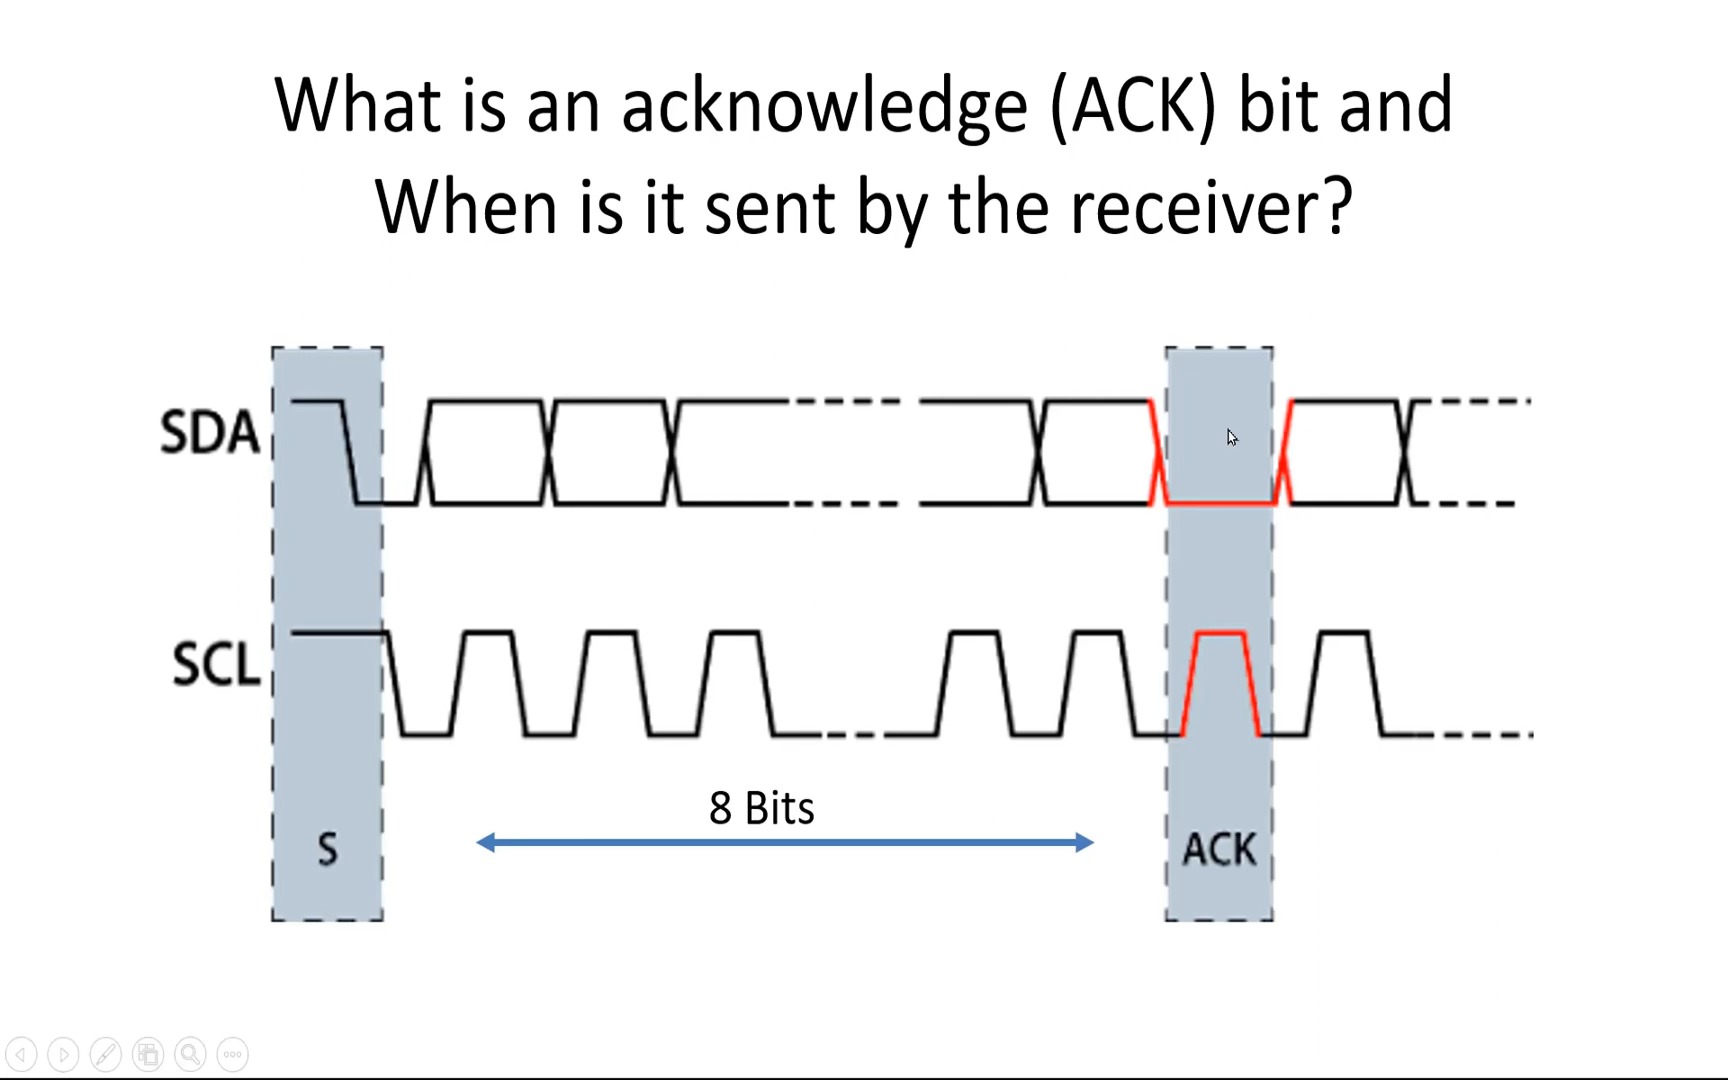 What is an acknowledge (ACK) bit and
When is it sent by the receiver?
SDA
SCL
8 Bits
S
ACK